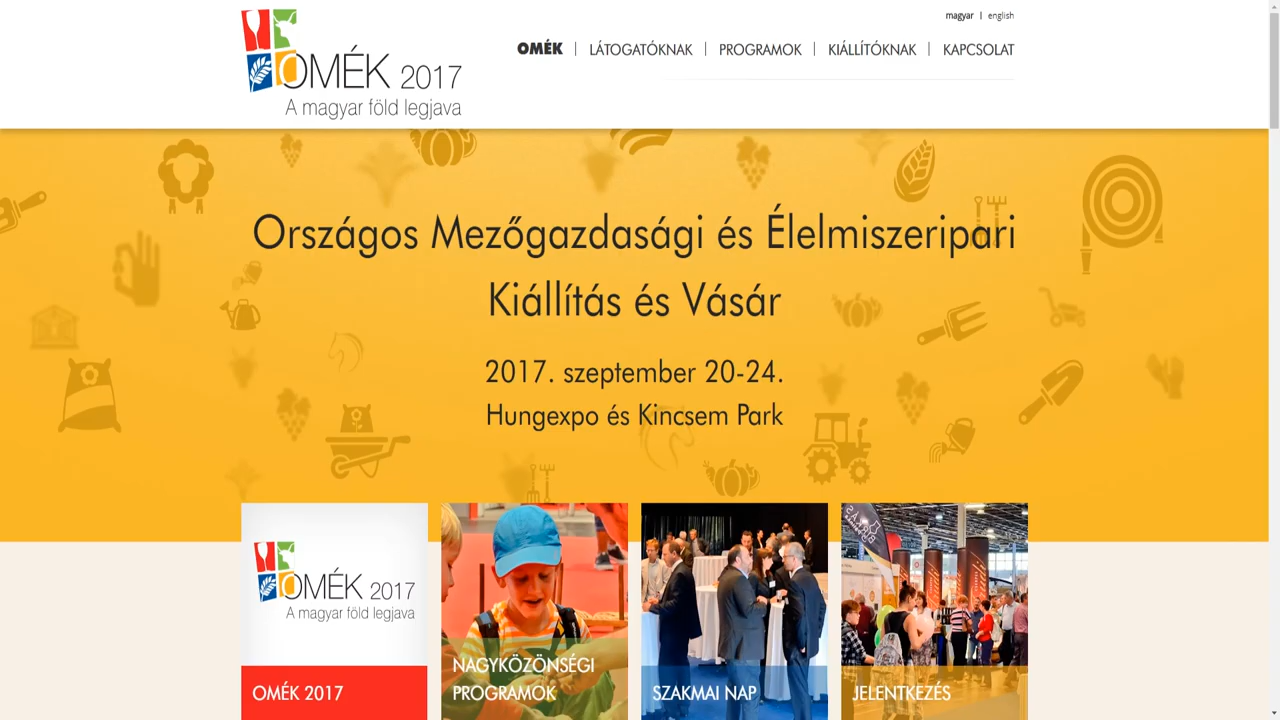 magyar | english
OMÉK 2017
A magyar föld legjava
OMÉK | LÁTOGATÓKNAK | PROGRAMOK | KIÁLLÍTÓKNAK | KAPCSOLAT
Országos Mezőgazdasági és Élelmiszeripari
Kiállítás és Vásár
2017. szeptember 20-24.
Hungexpo és Kincsem Park
OMÉK 2017
A magyar föld legjava
OMÉK 2017
NAGYKÖZÖNSÉGI
PROGRAMOK
SZAKMAI NAP
JELENTKEZÉS